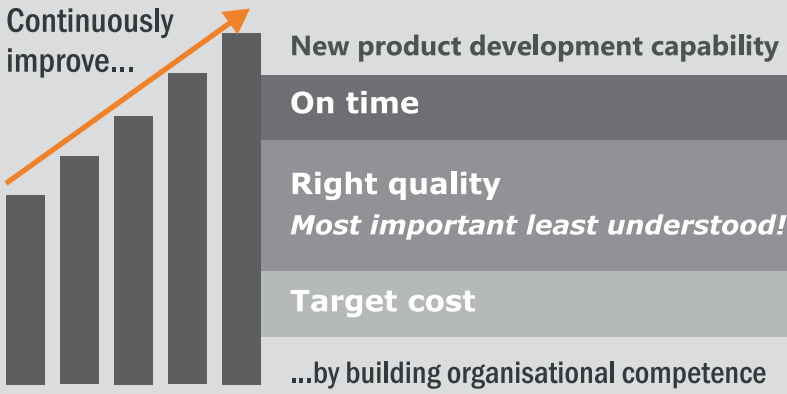 Continuously
improve...
New product development capability
On time
Right quality
Most important least understood!
Target cost
...by building organisational competence